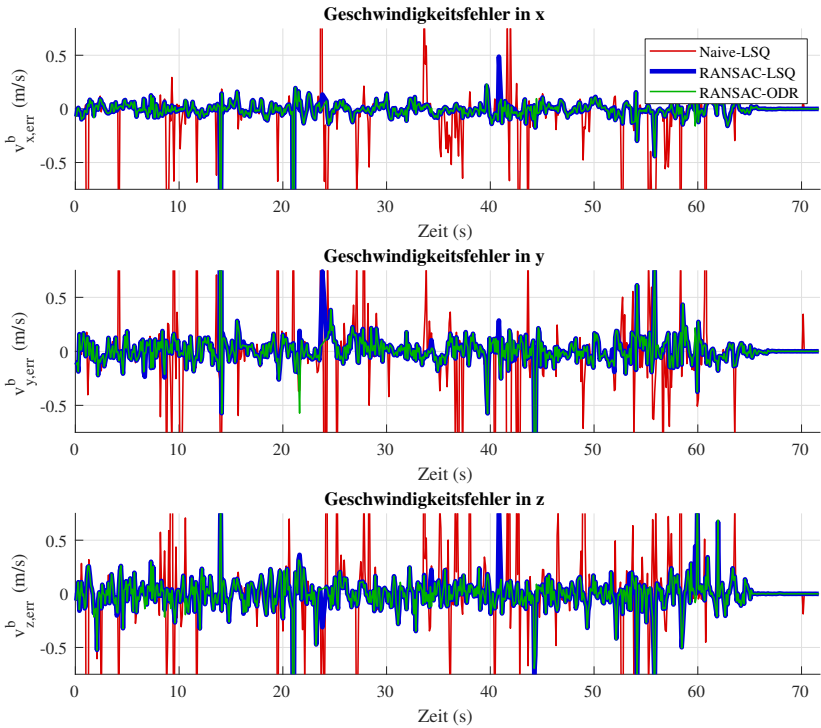 Geschwindigkeitsfehler in x
0.5
0
-0.5
v^b_{x,err} (m/s)
0 10 20 30 40 50 60 70
Zeit (s)
Naive-LSQ
RANSAC-LSQ
RANSAC-ODR
Geschwindigkeitsfehler in y
0.5
0
-0.5
v^b_{y,err} (m/s)
0 10 20 30 40 50 60 70
Zeit (s)
Geschwindigkeitsfehler in z
0.5
0
-0.5
v^b_{z,err} (m/s)
0 10 20 30 40 50 60 70
Zeit (s)